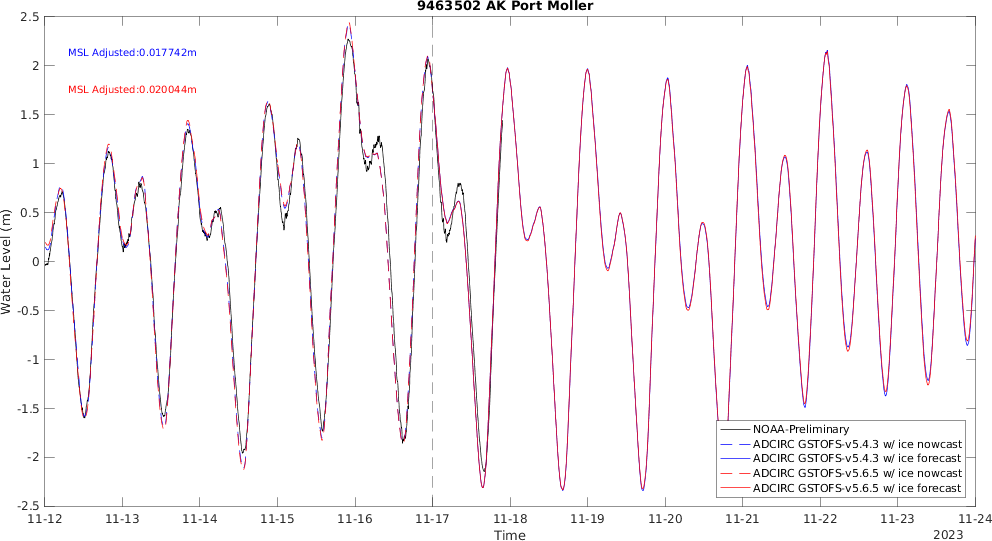 9463502 AK Port Moller
MSL Adjusted:0.017742m
MSL Adjusted:0.020044m
Water Level (m)
2.5
2
1.5
1
0.5
0
-0.5
-1
-1.5
-2
-2.5
NOAA-Preliminary
ADCIRC GSTOFS-v5.4.3 w/ ice nowcast
ADCIRC GSTOFS-v5.4.3 w/ ice forecast
ADCIRC GSTOFS-v5.6.5 w/ ice nowcast
ADCIRC GSTOFS-v5.6.5 w/ ice forecast
11-12 11-13 11-14 11-15 11-16 11-17 11-18 11-19 11-20 11-21 11-22 11-23 11-24
Time
2023